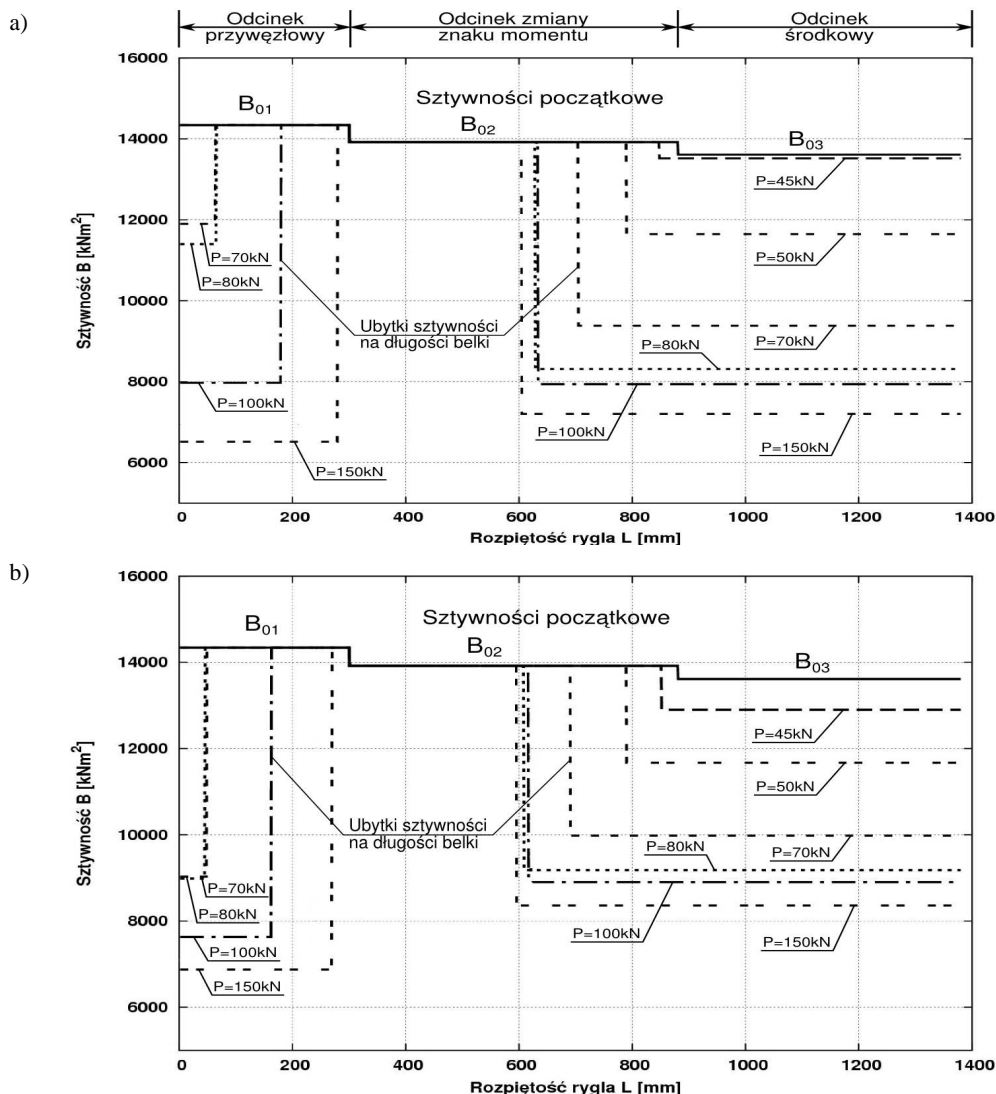 a)
Odcinek przywęzłowy
Odcinek zmiany znaku momentu
Odcinek środkowy
16000
14000
12000
10000
8000
6000
Sztywność B [kNm²]
B₀₁
Sztywności początkowe
B₀₂
B₀₃
P=45kN
P=70kN
P=50kN
P=80kN
Ubytki sztywności
na długości belki
P=70kN
P=80kN
P=100kN
P=100kN
P=150kN
P=150kN
0 200 400 600 800 1000 1200 1400
Rozpiętość rygla L [mm]
b)
16000
14000
12000
10000
8000
6000
Sztywność B [kNm²]
B₀₁
Sztywności początkowe
B₀₂
B₀₃
P=45kN
P=50kN
Ubytki sztywności
na długości belki
P=80kN
P=70kN
P=70kN
P=80kN
P=100kN
P=100kN
P=150kN
P=150kN
0 200 400 600 800 1000 1200 1400
Rozpiętość rygla L [mm]